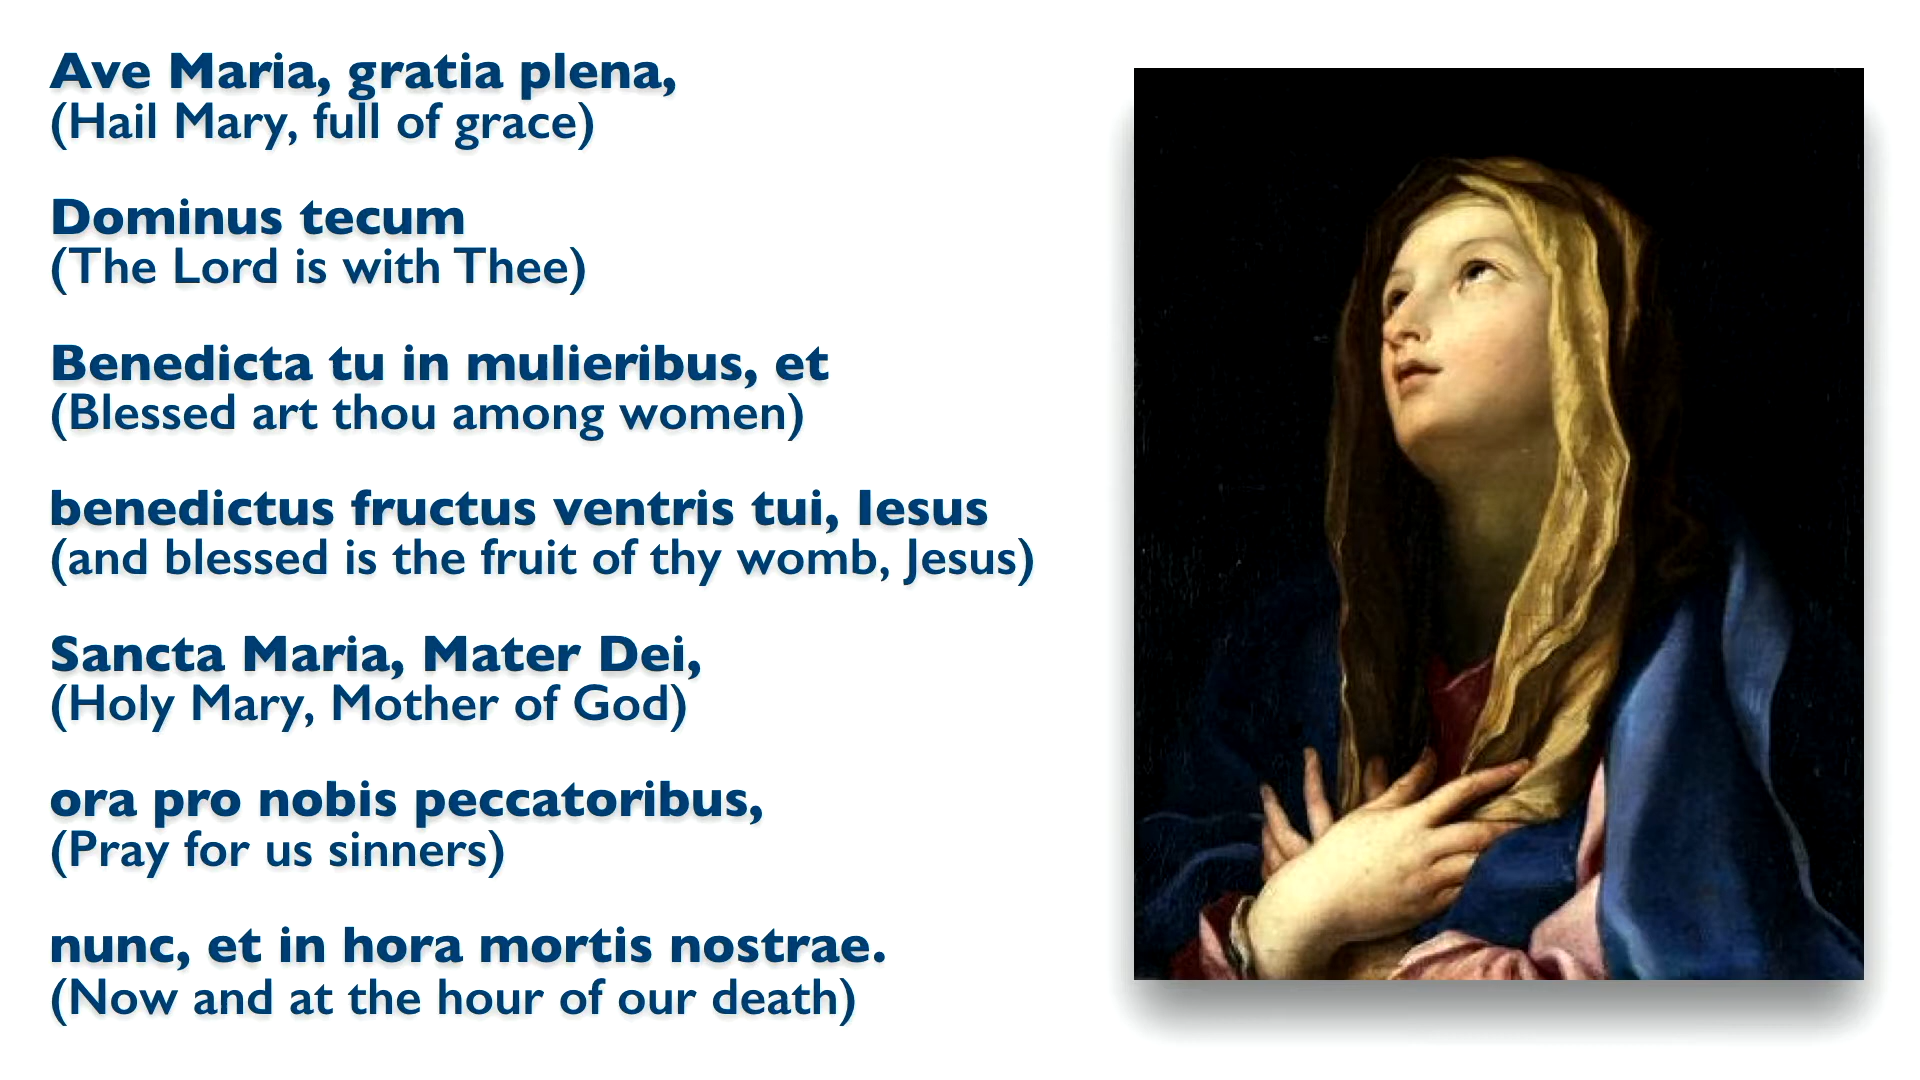 Ave Maria, gratia plena,
(Hail Mary, full of grace)
Dominus tecum
(The Lord is with Thee)
Benedicta tu in mulieribus, et
(Blessed art thou among women)
benedictus fructus ventris tui, Iesus
(and blessed is the fruit of thy womb, Jesus)
Sancta Maria, Mater Dei,
(Holy Mary, Mother of God)
ora pro nobis peccatoribus,
(Pray for us sinners)
nunc, et in hora mortis nostrae.
(Now and at the hour of our death)